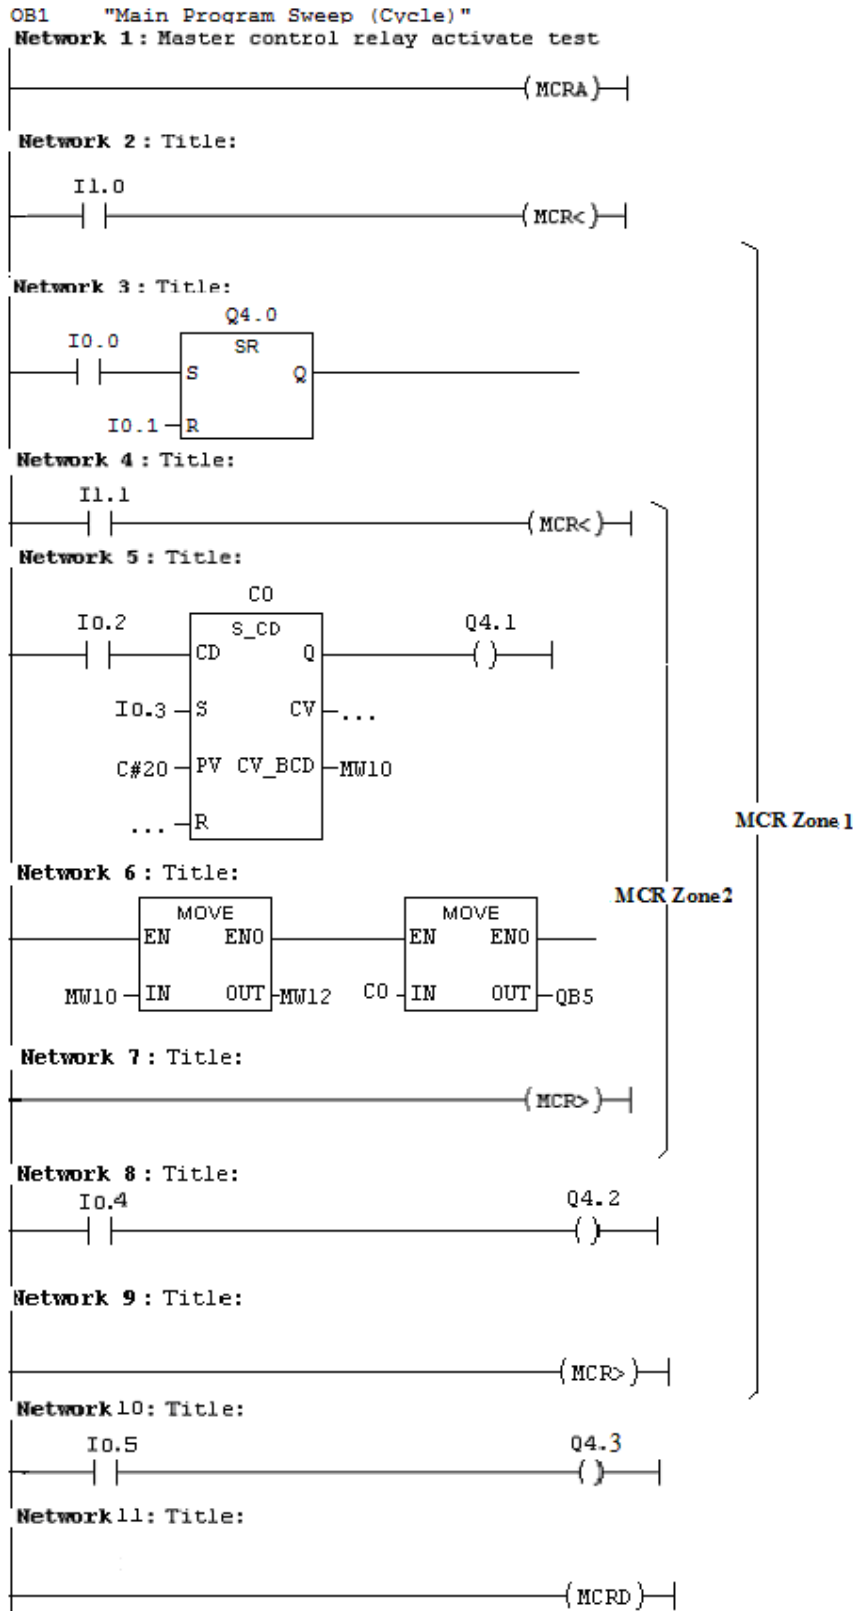 OB1 "Main Program Sweep (Cycle)"
Network 1: Master control relay activate test
MCRA
Network 2: Title:
I1.0
MCR<
Network 3: Title:
Q4.0
I0.0
SR
S Q
I0.1 R
Network 4: Title:
I1.1
MCR<
Network 5: Title:
C0
I0.2 S_CD Q4.1
CD Q
I0.3 S CV ...
C#20 PV CV_BCD MW10
... R
MCR Zone 1
Network 6: Title:
MCR Zone2
MOVE MOVE
EN ENO EN ENO
MW10 IN OUT MW12 C0 IN OUT QB5
Network 7: Title:
MCR>
Network 8: Title:
I0.4 Q4.2
Network 9: Title:
MCR>
Network10: Title:
I0.5 Q4.3
Network11: Title:
MCRD